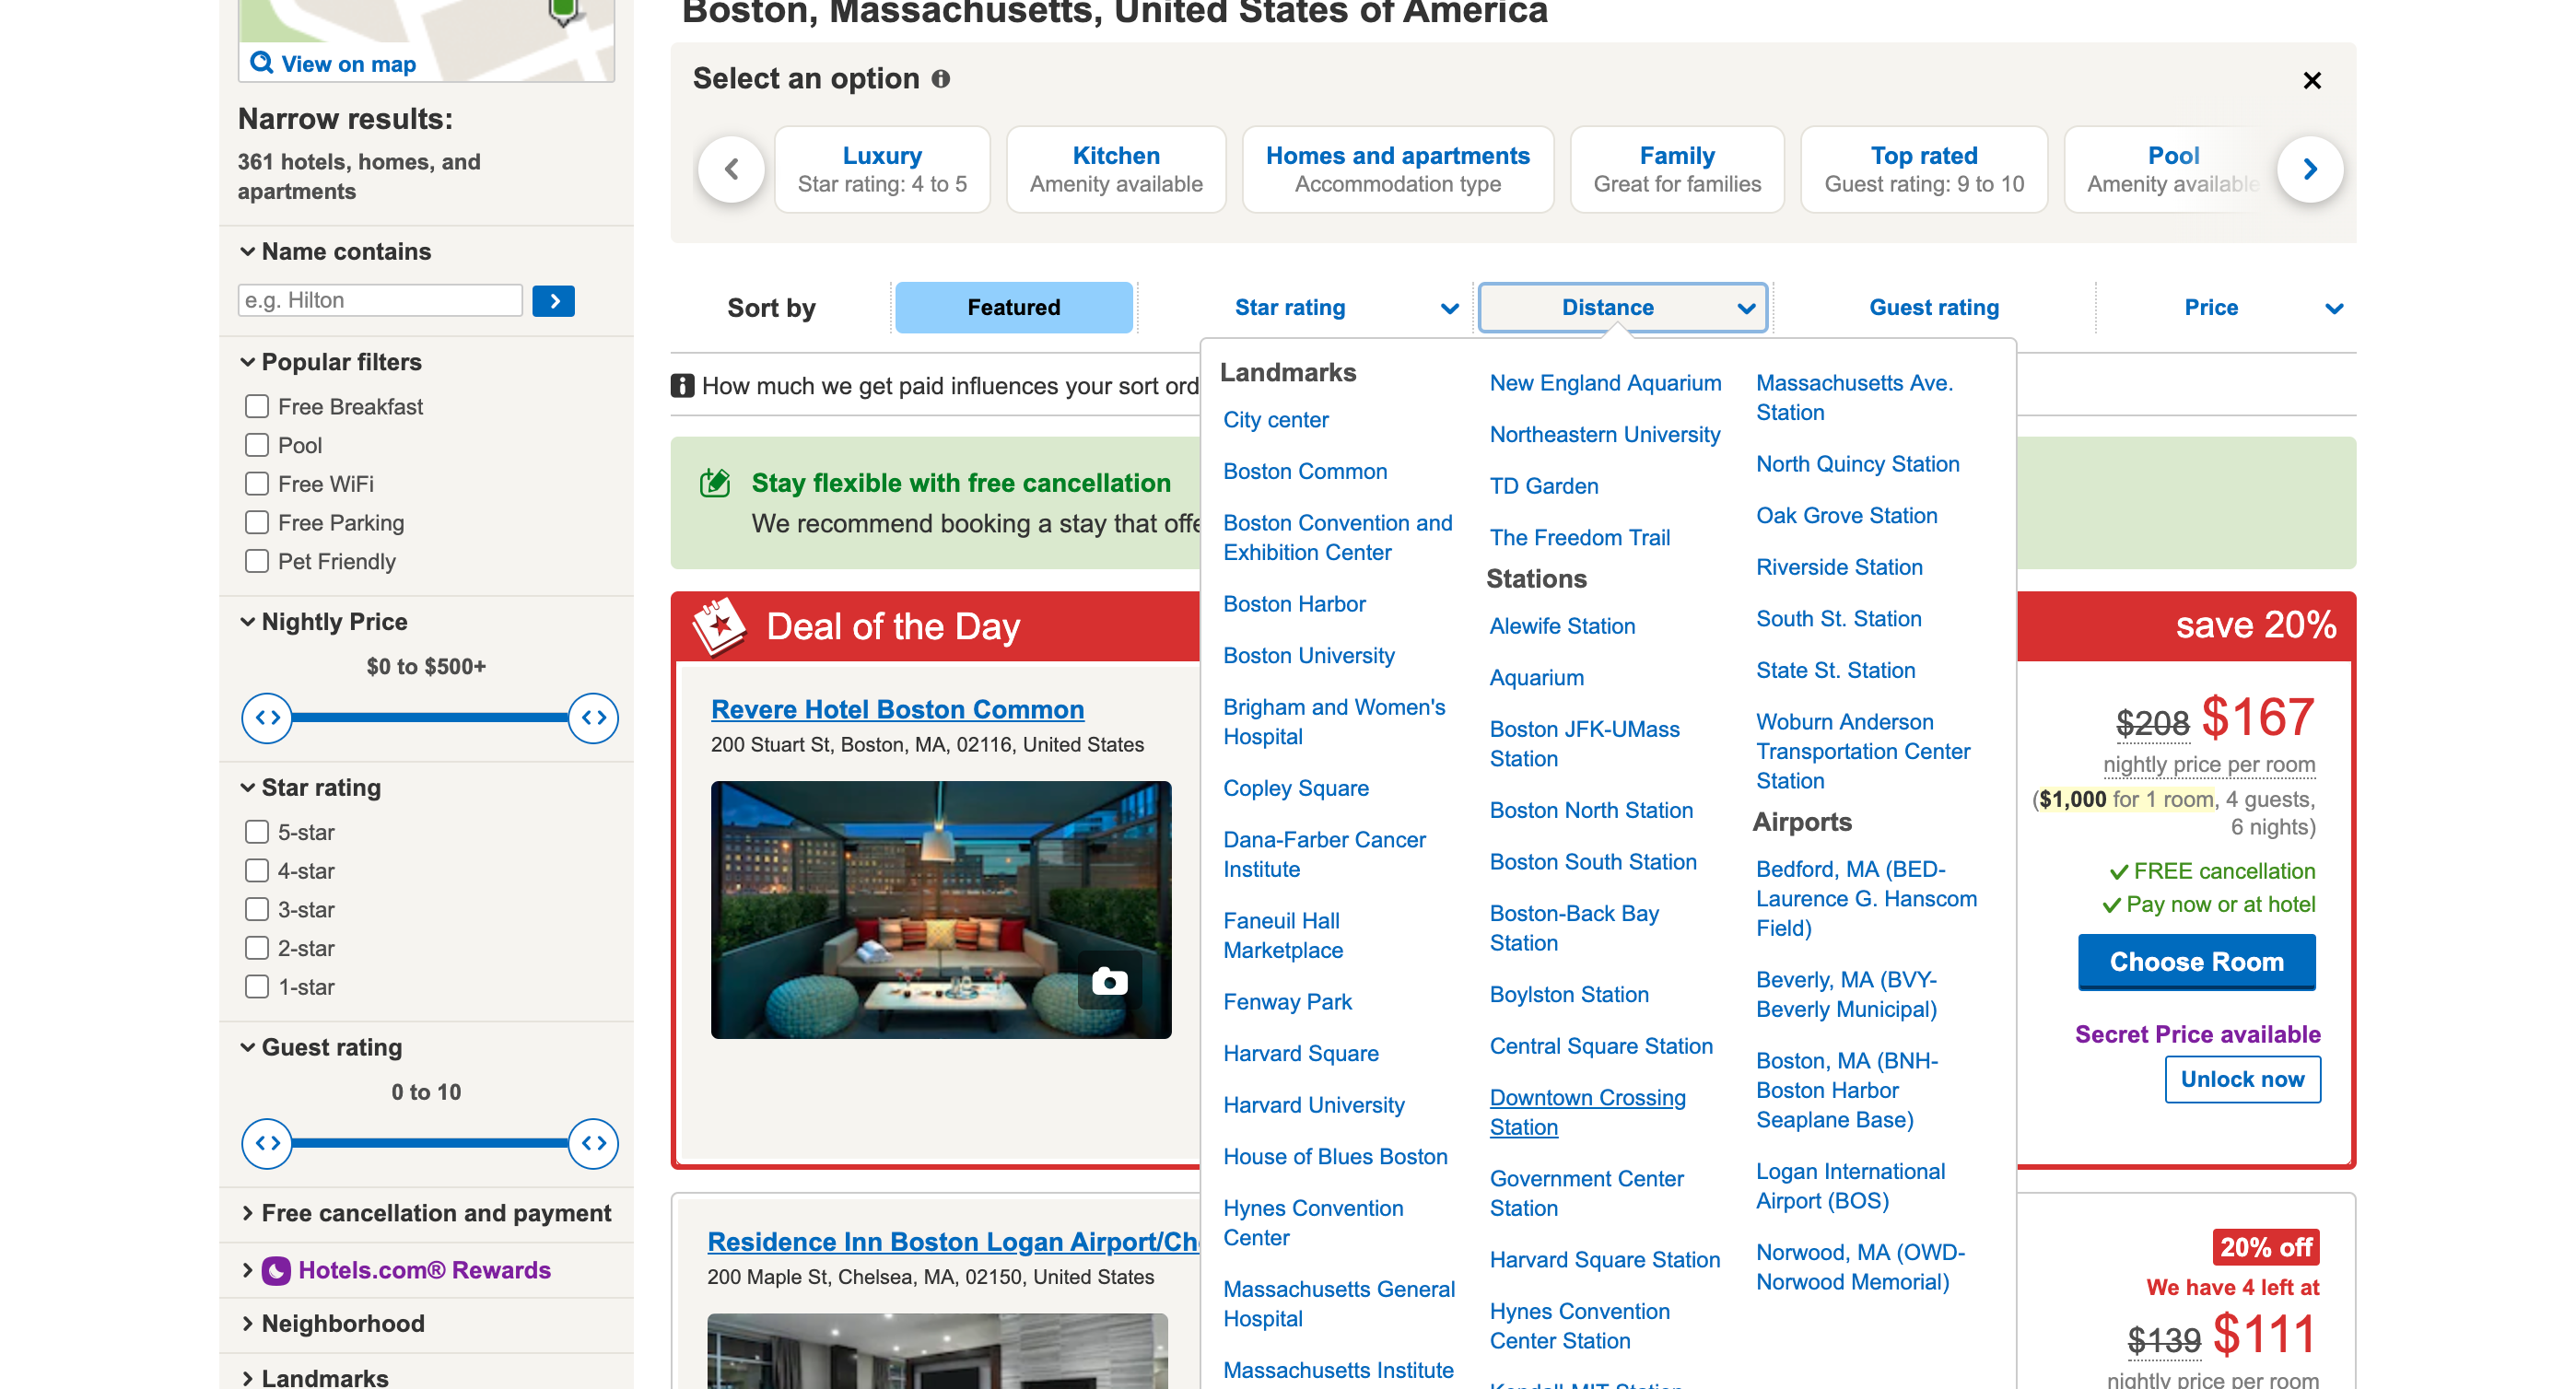 Boston, Massachusetts, United States of America
View on map
Narrow results:
361 hotels, homes, and
apartments
Name contains
e.g. Hilton
Popular filters
Free Breakfast
Pool
Free WiFi
Free Parking
Pet Friendly
Nightly Price
$0 to $500+
Star rating
5-star
4-star
3-star
2-star
1-star
Guest rating
0 to 10
Free cancellation and payment
Hotels.com® Rewards
Neighborhood
Landmarks
Select an option
Luxury
Star rating: 4 to 5
Kitchen
Amenity available
Homes and apartments
Accommodation type
Family
Great for families
Top rated
Guest rating: 9 to 10
Pool
Amenity available
Sort by
Featured
Star rating
Distance
Guest rating
Price
How much we get paid influences your sort ord
Stay flexible with free cancellation
We recommend booking a stay that offe
Deal of the Day
save 20%
Revere Hotel Boston Common
200 Stuart St, Boston, MA, 02116, United States
$208 $167
nightly price per room
($1,000 for 1 room, 4 guests,
6 nights)
FREE cancellation
Pay now or at hotel
Choose Room
Secret Price available
Unlock now
Residence Inn Boston Logan Airport/Ch
200 Maple St, Chelsea, MA, 02150, United States
20% off
We have 4 left at
$139 $111
nightly price per room
Landmarks
City center
Boston Common
Boston Convention and
Exhibition Center
Boston Harbor
Boston University
Brigham and Women's
Hospital
Copley Square
Dana-Farber Cancer
Institute
Faneuil Hall
Marketplace
Fenway Park
Harvard Square
Harvard University
House of Blues Boston
Hynes Convention
Center
Massachusetts General
Hospital
Massachusetts Institute
New England Aquarium
Northeastern University
TD Garden
The Freedom Trail
Stations
Alewife Station
Aquarium
Boston JFK-UMass
Station
Boston North Station
Boston South Station
Boston-Back Bay
Station
Boylston Station
Central Square Station
Downtown Crossing
Station
Government Center
Station
Harvard Square Station
Hynes Convention
Center Station
Kendall-MIT Station
Massachusetts Ave.
Station
North Quincy Station
Oak Grove Station
Riverside Station
South St. Station
State St. Station
Woburn Anderson
Transportation Center
Station
Airports
Bedford, MA (BED-
Laurence G. Hanscom
Field)
Beverly, MA (BVY-
Beverly Municipal)
Boston, MA (BNH-
Boston Harbor
Seaplane Base)
Logan International
Airport (BOS)
Norwood, MA (OWD-
Norwood Memorial)